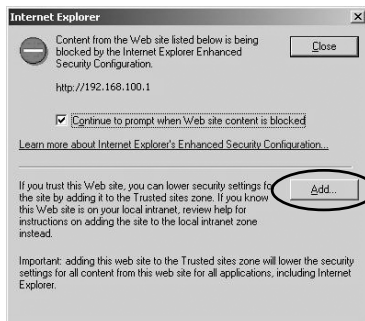 Internet Explorer
Content from the Web site listed below is being
blocked by the Internet Explorer Enhanced
Security Configuration.
Close
http://192.168.100.1
Continue to prompt when Web site content is blocked
Learn more about Internet Explorer's Enhanced Security Configuration...
If you trust this Web site, you can lower security settings for
the site by adding it to the Trusted sites zone. If you know
this Web site is on your local intranet, review help for
instructions on adding the site to the local intranet zone
instead.
Add...
Important: adding this web site to the Trusted sites zone will lower the security
settings for all content from this web site for all applications, including Internet
Explorer.